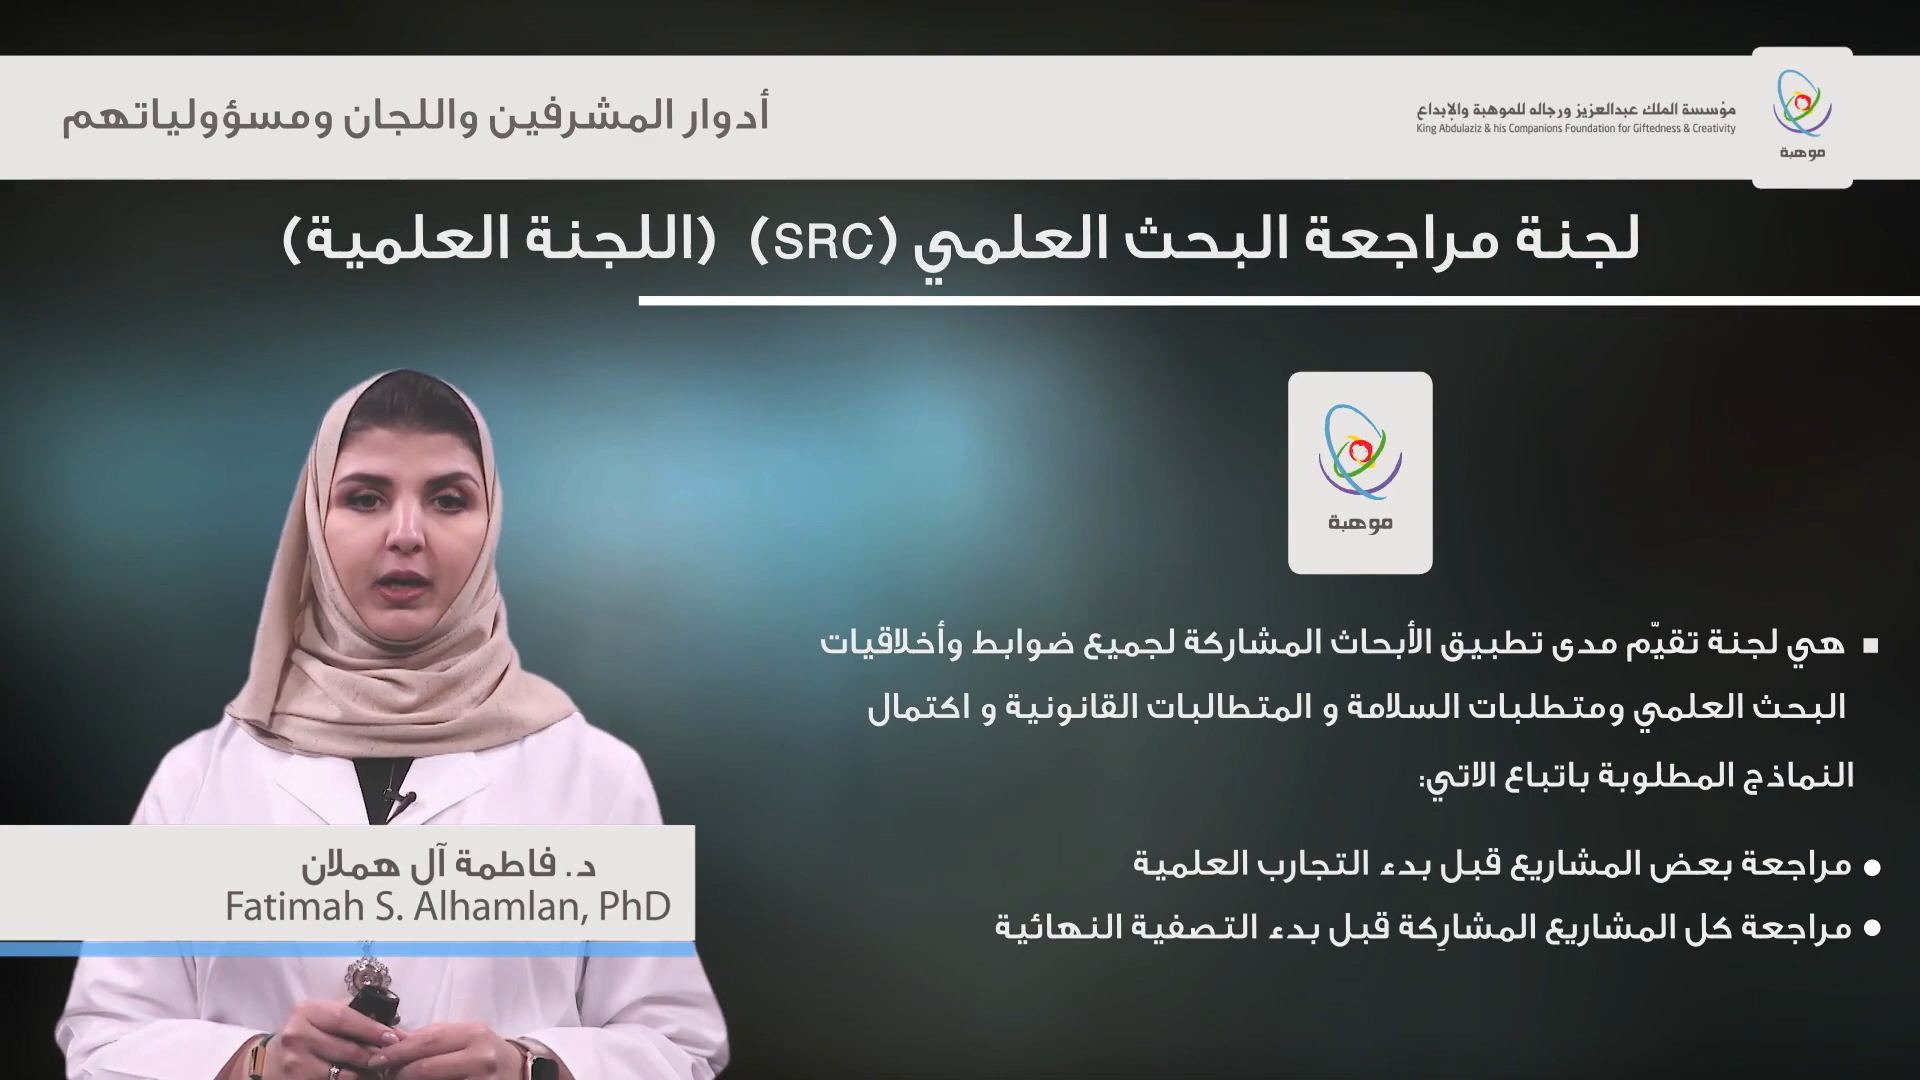 مؤسسة الملك عبدالعزيز ورجاله للموهبة والإبداع
King Abdulaziz & his Companions Foundation for Giftedness & Creativity
موهبة
أدوار المشرفين واللجان ومسؤولياتهم
لجنة مراجعة البحث العلمي (SRC) (اللجنة العلمية)
موهبة
▪ هي لجنة تقيّم مدى تطبيق الأبحاث المشاركة لجميع ضوابط وأخلاقيات
البحث العلمي ومتطلبات السلامة و المتطالبات القانونية و اكتمال
النماذج المطلوبة باتباع الاتي:
● مراجعة بعض المشاريع قبل بدء التجارب العلمية
● مراجعة كل المشاريع المشارِكة قبل بدء التصفية النهائية
د. فاطمة آل هملان
Fatimah S. Alhamlan, PhD